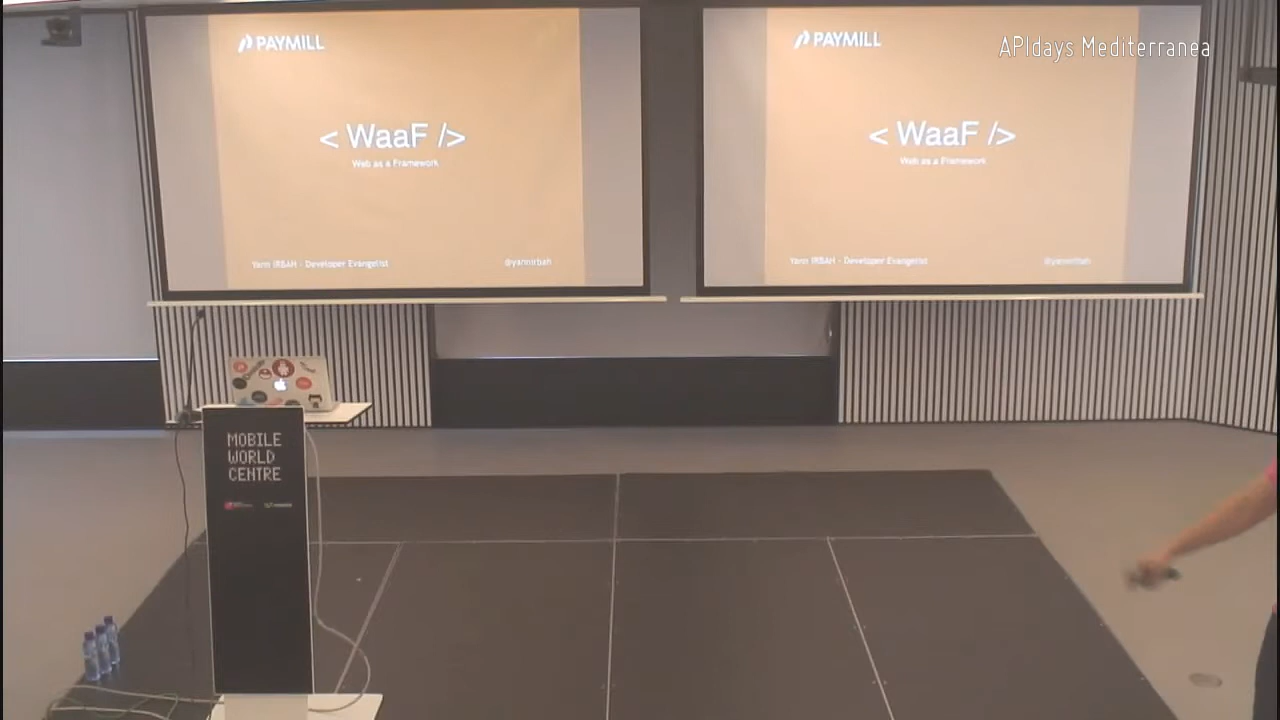 PAYMILL
< WaaF />
Web as a Framework
Yann IRBAH - Developer Evangelist
@yannirbah
PAYMILL
< WaaF />
Web as a Framework
Yann IRBAH - Developer Evangelist
@yannirbah
APIdays Mediterranea
MOBILE
WORLD
CENTRE